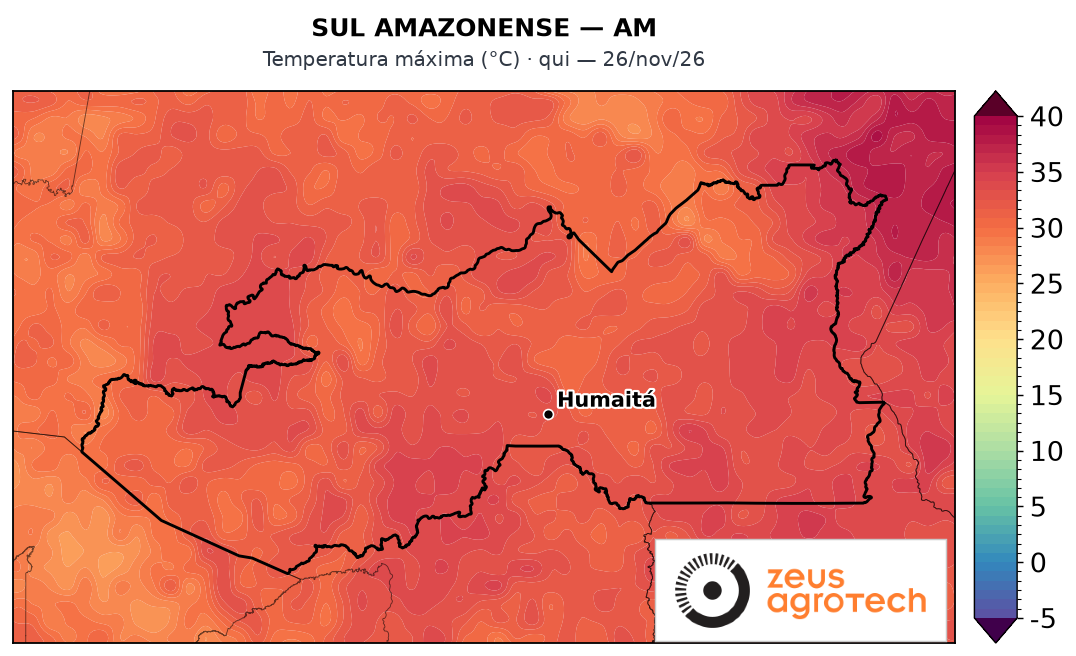 SUL AMAZONENSE — AM
Temperatura máxima (°C) · qui — 26/nov/26
40
35
30
25
20
15
10
5
0
-5
Humaitá
zeus
agrotech